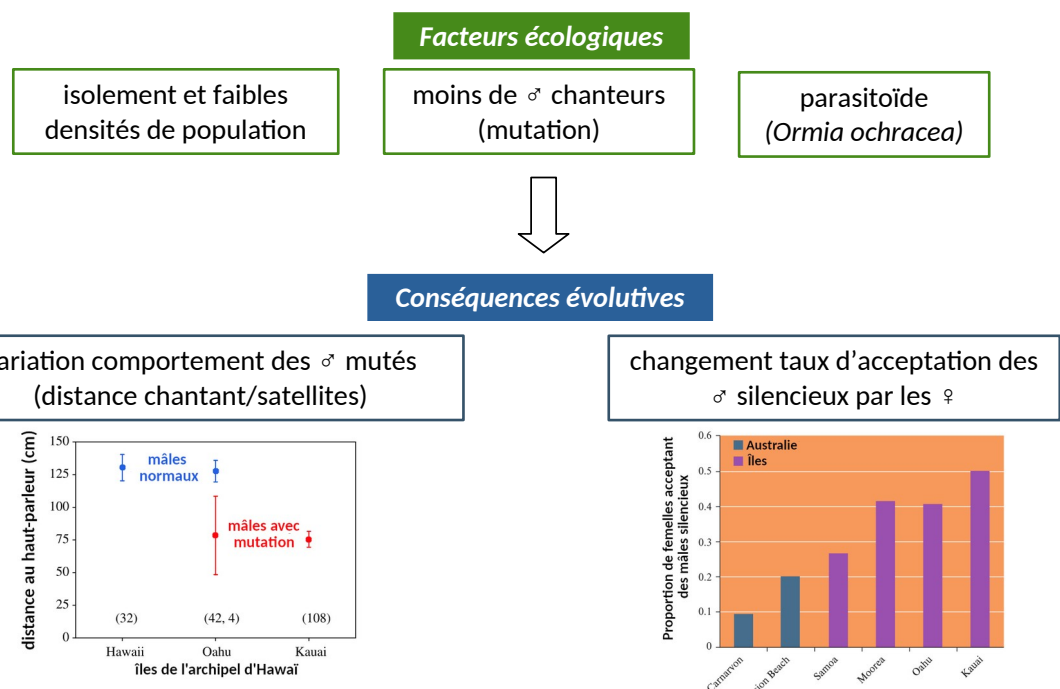 Facteurs écologiques
isolement et faibles
densités de population
moins de ♂ chanteurs
(mutation)
parasitoïde
(Ormia ochracea)
Conséquences évolutives
ariation comportement des ♂ mutés
(distance chantant/satellites)
changement taux d’acceptation des
♂ silencieux par les ♀
distance au haut-parleur (cm)
150
125
100
75
50
25
0
mâles
normaux
mâles avec
mutation
(32)
(42, 4)
(108)
Hawaii
Oahu
Kauai
îles de l'archipel d'Hawaï
Proportion de femelles acceptant
des mâles silencieux
0.6
0.5
0.4
0.3
0.2
0.1
0
Australie
Îles
Carnarvon
ion Beach
Samoa
Moorea
Oahu
Kauai